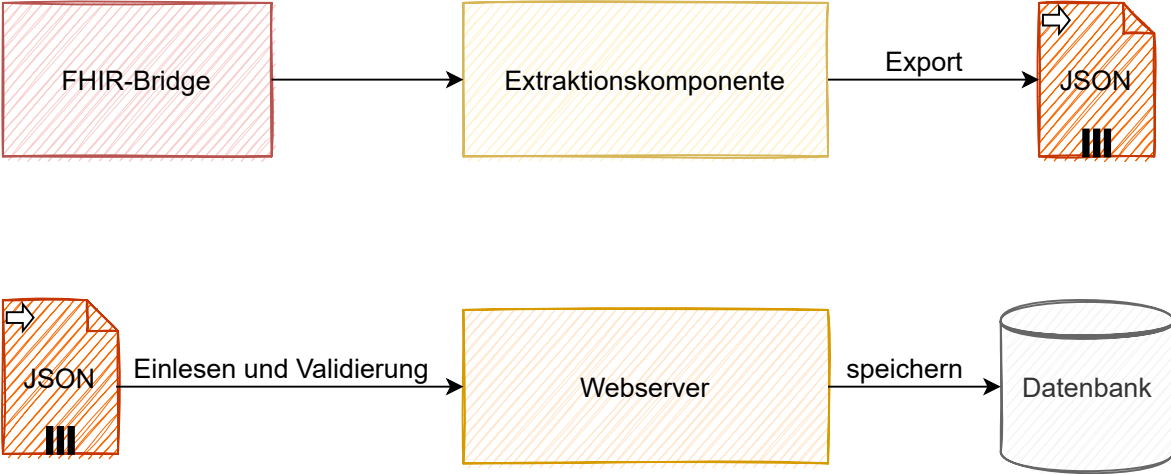 FHIR-Bridge
Extraktionskomponente
Export
JSON
JSON
Einlesen und Validierung
Webserver
speichern
Datenbank